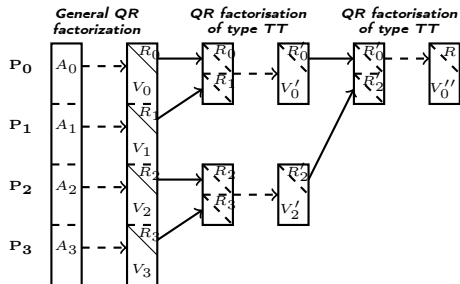 General QR
factorization
QR factorisation
of type TT
QR factorisation
of type TT
P₀ A₀ R₀ V₀ R₀ R₁ V₀′ R₀′ R₀′ R₂′ R V₀′′
P₁ A₁ R₁ V₁
P₂ A₂ R₂ V₂ R₂ R₃ R₂′ V₂′
P₃ A₃ R₃ V₃